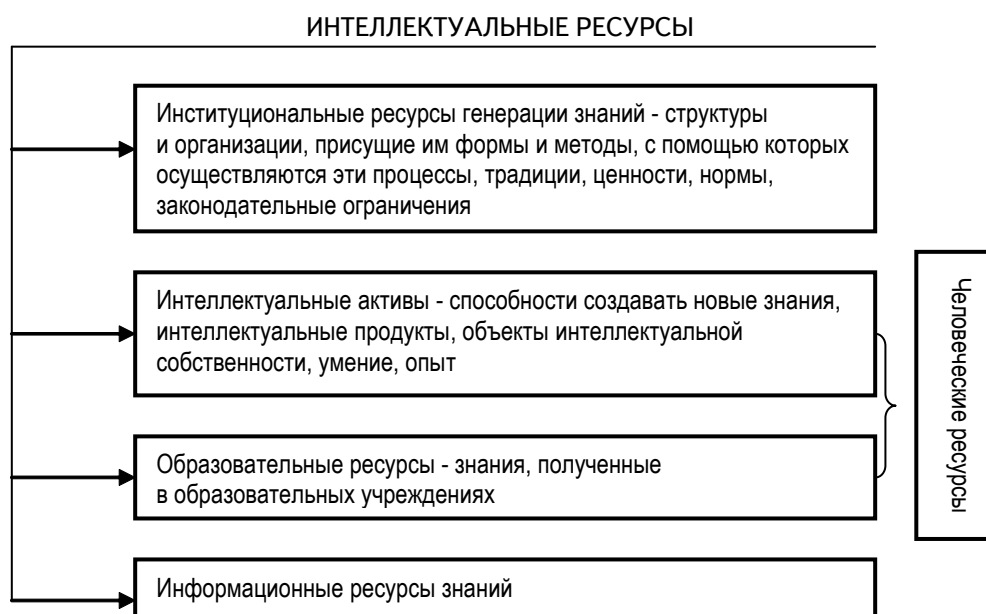 ИНТЕЛЛЕКТУАЛЬНЫЕ РЕСУРСЫ
Институциональные ресурсы генерации знаний - структуры
и организации, присущие им формы и методы, с помощью которых
осуществляются эти процессы, традиции, ценности, нормы,
законодательные ограничения
Интеллектуальные активы - способности создавать новые знания,
интеллектуальные продукты, объекты интеллектуальной
собственности, умение, опыт
Образовательные ресурсы - знания, полученные
в образовательных учреждениях
Человеческие ресурсы
Информационные ресурсы знаний